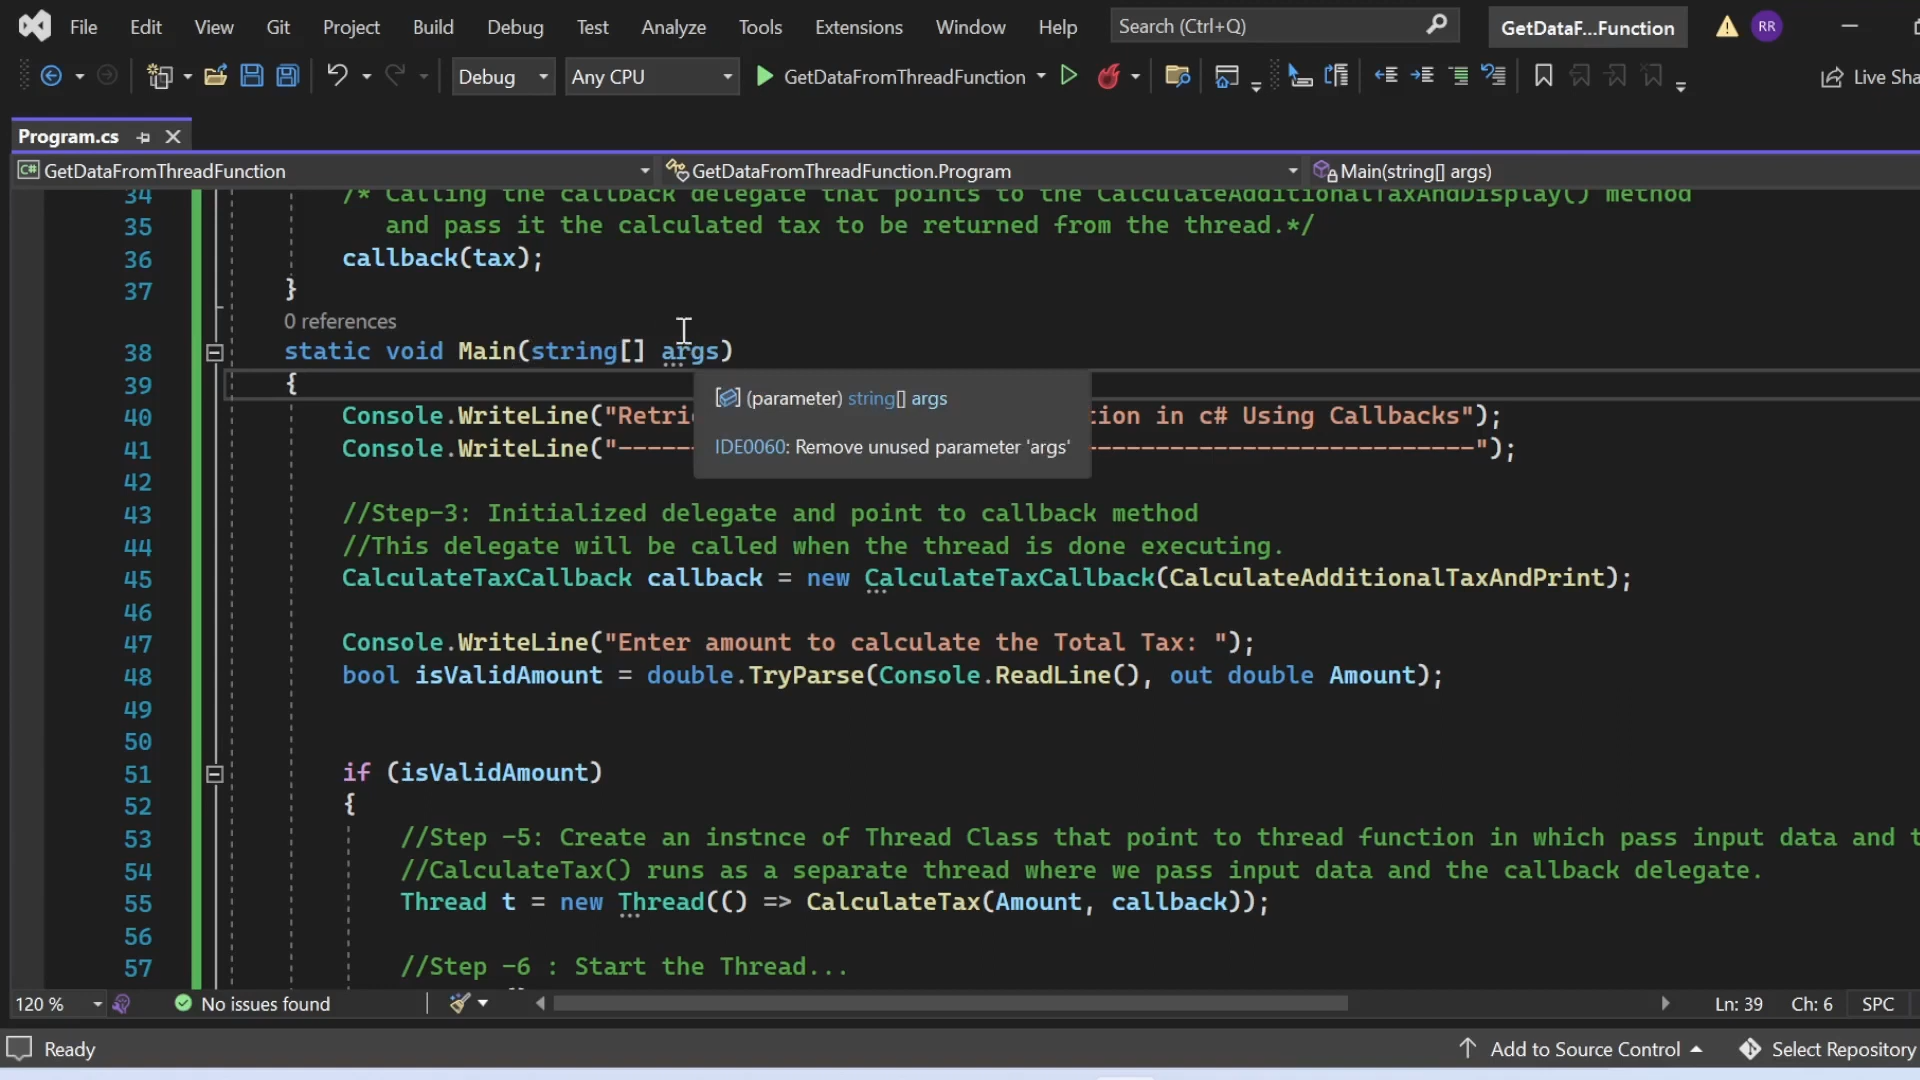 File Edit View Git Project Build Debug Test Analyze Tools Extensions Window Help Search (Ctrl+Q) GetDataF...Function RR
Debug Any CPU GetDataFromThreadFunction Live Sha
Program.cs
C# GetDataFromThreadFunction GetDataFromThreadFunction.Program Main(string[] args)
34 /* Calling the callback delegate that points to the CalculateAdditionalTaxAndDisplay() method
35 and pass it the calculated tax to be returned from the thread.*/
36 callback(tax);
37 }
0 references
38 static void Main(string[] args)
39 {
(parameter) string[] args
40 Console.WriteLine("Retri tion in c# Using Callbacks");
IDE0060: Remove unused parameter 'args'
41 Console.WriteLine("----- ---------------------------");
42
43 //Step-3: Initialized delegate and point to callback method
44 //This delegate will be called when the thread is done executing.
45 CalculateTaxCallback callback = new CalculateTaxCallback(CalculateAdditionalTaxAndPrint);
46
47 Console.WriteLine("Enter amount to calculate the Total Tax: ");
48 bool isValidAmount = double.TryParse(Console.ReadLine(), out double Amount);
49
50
51 if (isValidAmount)
52 {
53 //Step -5: Create an instnce of Thread Class that point to thread function in which pass input data and t
54 //CalculateTax() runs as a separate thread where we pass input data and the callback delegate.
55 Thread t = new Thread(() => CalculateTax(Amount, callback));
56
57 //Step -6 : Start the Thread...
120 % No issues found Ln: 39 Ch: 6 SPC
Ready Add to Source Control Select Repository